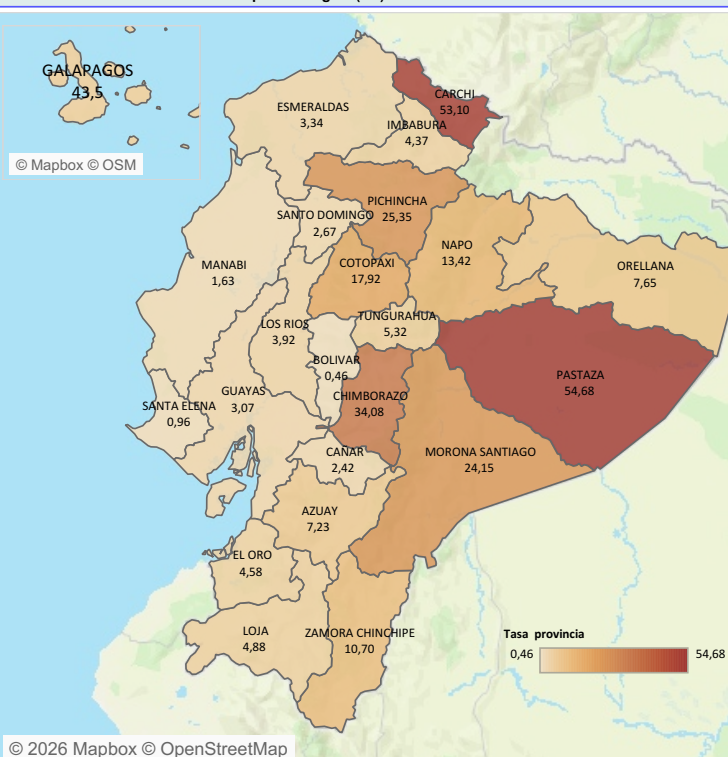 GALAPAGOS
43,5
© Mapbox © OSM
CARCHI
53,10
ESMERALDAS
3,34
IMBABURA
4,37
PICHINCHA
25,35
SANTO DOMINGO
2,67
NAPO
13,42
MANABI
1,63
COTOPAXI
17,92
ORELLANA
7,65
LOS RIOS
3,92
TUNGURAHUA
5,32
BOLIVAR
0,46
PASTAZA
54,68
GUAYAS
3,07
CHIMBORAZO
34,08
SANTA ELENA
0,96
CAÑAR
2,42
MORONA SANTIAGO
24,15
AZUAY
7,23
EL ORO
4,58
LOJA
4,88
ZAMORA CHINCHIPE
10,70
Tasa provincia
0,46 54,68
© 2026 Mapbox © OpenStreetMap